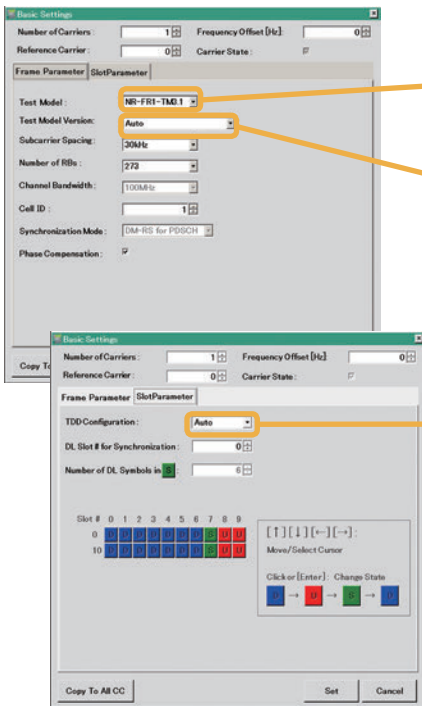 Basic Settings
Number of Carriers: 1 Frequency Offset [Hz]: 0
Reference Carrier: 0 Carrier State:
Frame Parameter SlotParameter
Test Model: NR-FR1-TM3.1
Test Model Version: Auto
Subcarrier Spacing: 30kHz
Number of RBs: 273
Channel Bandwidth: 100MHz
Cell ID: 1
Synchronization Mode: DM-RS for PDSCH
Phase Compensation:
Copy To
Basic Settings
Number of Carriers: 1 Frequency Offset [Hz] 0
Reference Carrier: 0 Carrier State:
Frame Parameter SlotParameter
TDD Configuration: Auto
DL Slot # for Synchronization: 0
Number of DL Symbols in S: 6
Slot # 0 1 2 3 4 5 6 7 8 9
0 D D D D D D D S U U
10 D D D D D D D S U U
[↑][↓][←][→]:
Move/Select Cursor
Click or [Enter]: Change State
D → U → S → D
Copy To All CC Set Cancel